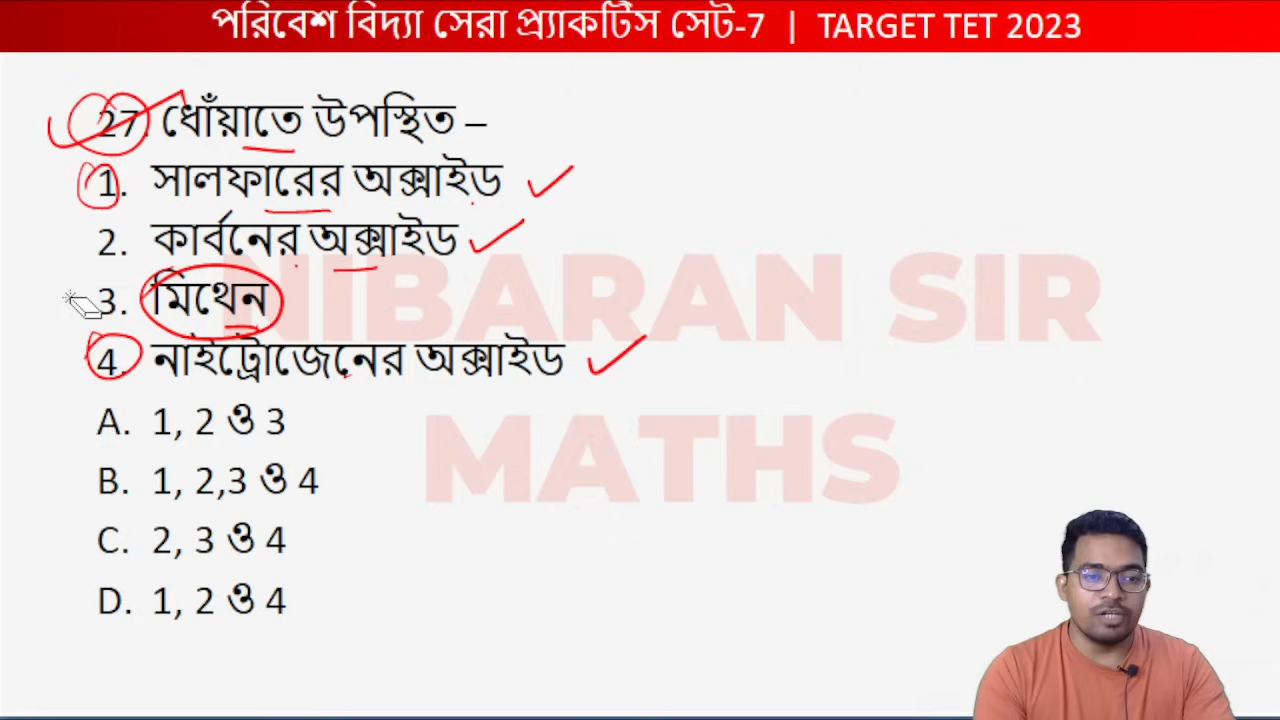 পরিবেশ বিদ্যা সেরা প্র্যাকটিস সেট-7 | TARGET TET 2023
27. ধোঁয়াতে উপস্থিত –
1. সালফারের অক্সাইড
2. কার্বনের অক্সাইড
3. মিথেন
4. নাইট্রোজেনের অক্সাইড
A. 1, 2 ও 3
B. 1, 2,3 ও 4
C. 2, 3 ও 4
D. 1, 2 ও 4
NIBARAN SIR
MATHS